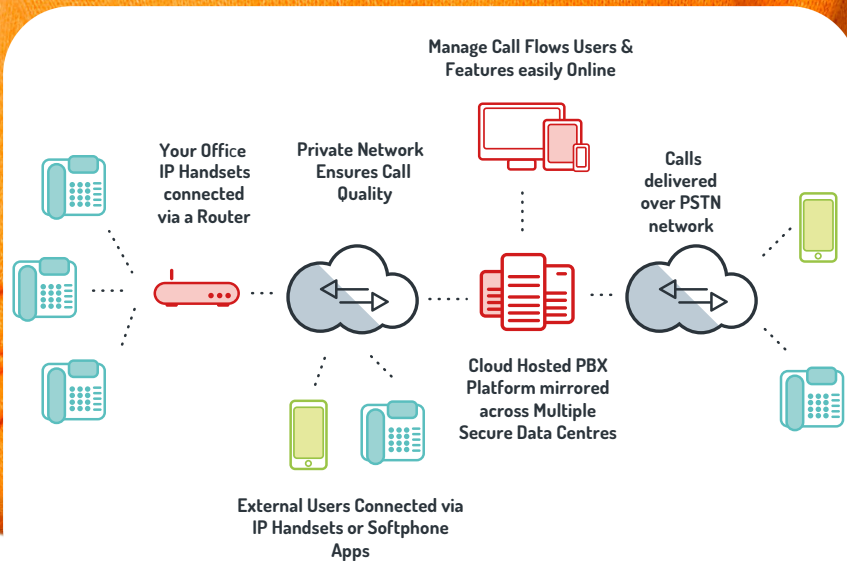 Manage Call Flows Users &
Features easily Online
Your Office
IP Handsets
connected
via a Router
Private Network
Ensures Call
Quality
Calls
delivered
over PSTN
network
Cloud Hosted PBX
Platform mirrored
across Multiple
Secure Data Centres
External Users Connected via
IP Handsets or Softphone
Apps